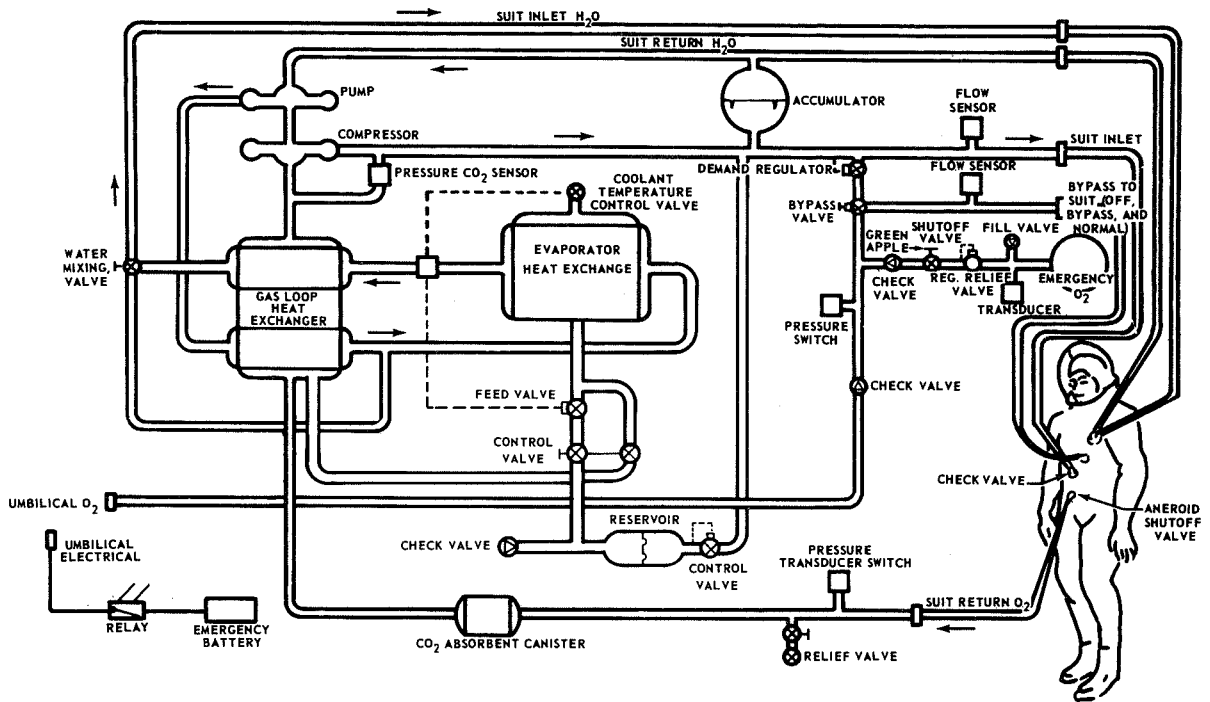 SUIT INLET H2O
SUIT RETURN H2O
PUMP
ACCUMULATOR
FLOW
SENSOR
COMPRESSOR
SUIT INLET
PRESSURE CO2 SENSOR
DEMAND REGULATOR
FLOW SENSOR
COOLANT
TEMPERATURE
CONTROL VALVE
BYPASS
VALVE
BYPASS TO
SUIT (OFF,
BYPASS, AND
NORMAL)
WATER
MIXING,
VALVE
EVAPORATOR
HEAT EXCHANGE
GREEN
APPLE
SHUTOFF
VALVE
FILL VALVE
CHECK
VALVE
REG. RELIEF
VALVE
EMERGENCY
O2
TRANSDUCER
GAS LOOP
HEAT
EXCHANGER
PRESSURE
SWITCH
CHECK VALVE
FEED VALVE
CONTROL
VALVE
CHECK VALVE
UMBILICAL O2
ANEROID
SHUTOFF
VALVE
RESERVOIR
CHECK VALVE
CONTROL
VALVE
UMBILICAL
ELECTRICAL
PRESSURE
TRANSDUCER SWITCH
SUIT RETURN O2
RELAY
EMERGENCY
BATTERY
CO2 ABSORBENT CANISTER
RELIEF VALVE